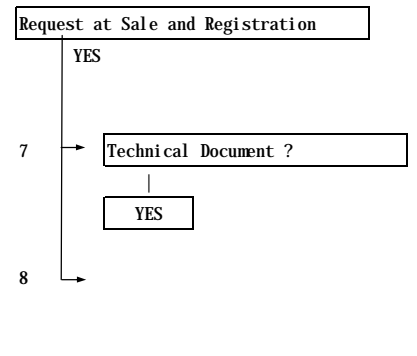 Request at Sale and Registration
YES
7
Technical Document ?
YES
8